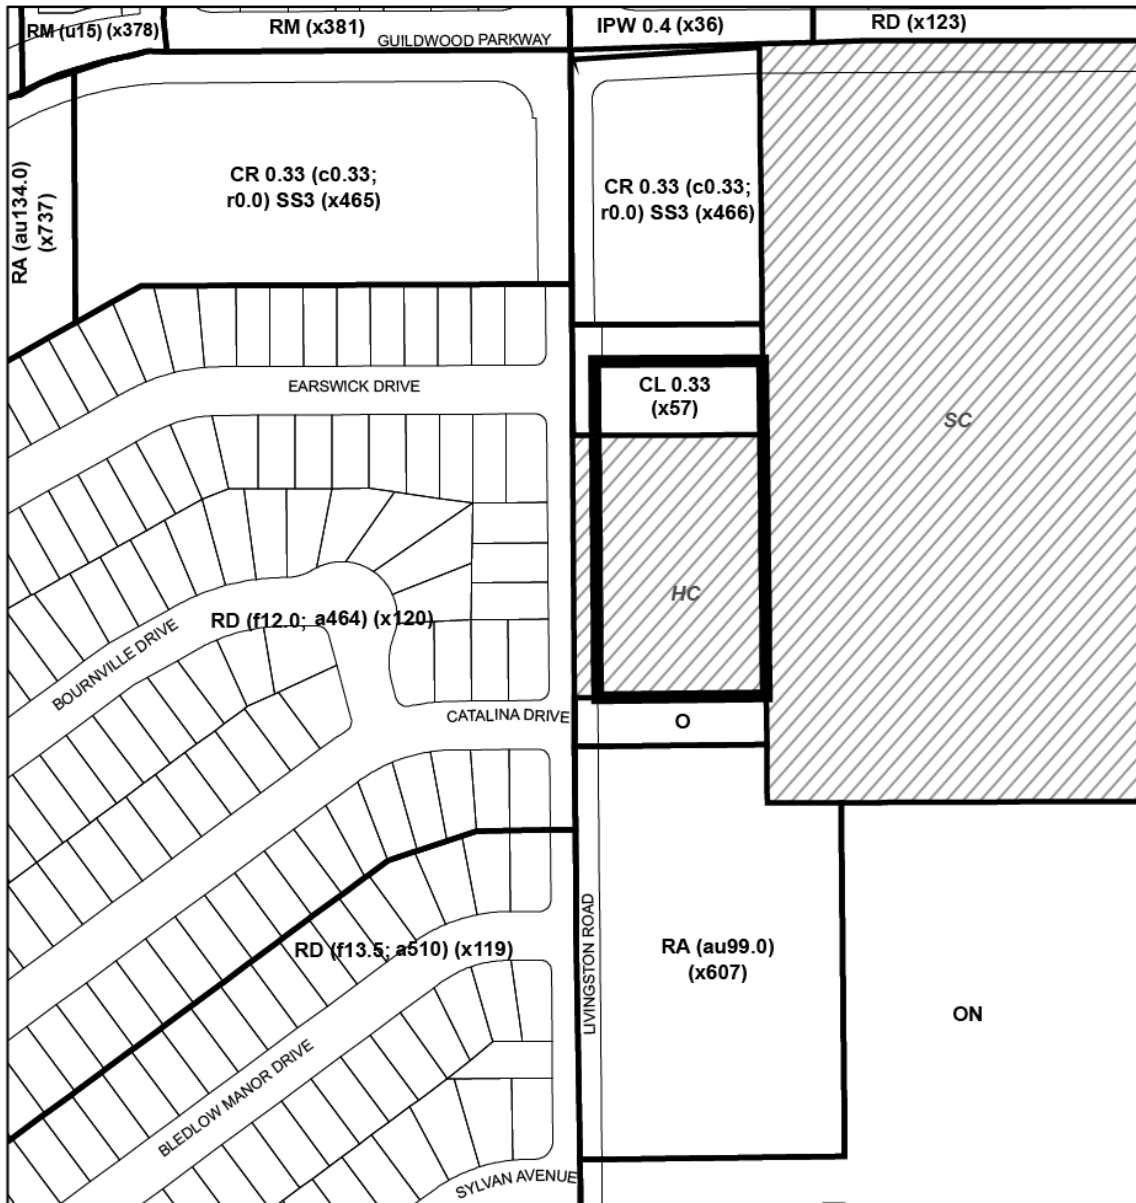 RM (u15) (x378)
RM (x381)
GUILDWOOD PARKWAY
IPW 0.4 (x36)
RD (x123)
RA (au134.0)
(x737)
CR 0.33 (c0.33;
r0.0) SS3 (x465)
CR 0.33 (c0.33;
r0.0) SS3 (x466)
EARSWICK DRIVE
CL 0.33
(x57)
SC
HC
RD (f12.0; a464) (x120)
BOURNVILLE DRIVE
CATALINA DRIVE
O
LIVINGSTON ROAD
RD (f13.5; a510) (x119)
RA (au99.0)
(x607)
ON
BLEDLOW MANOR DRIVE
SYLVAN AVENUE